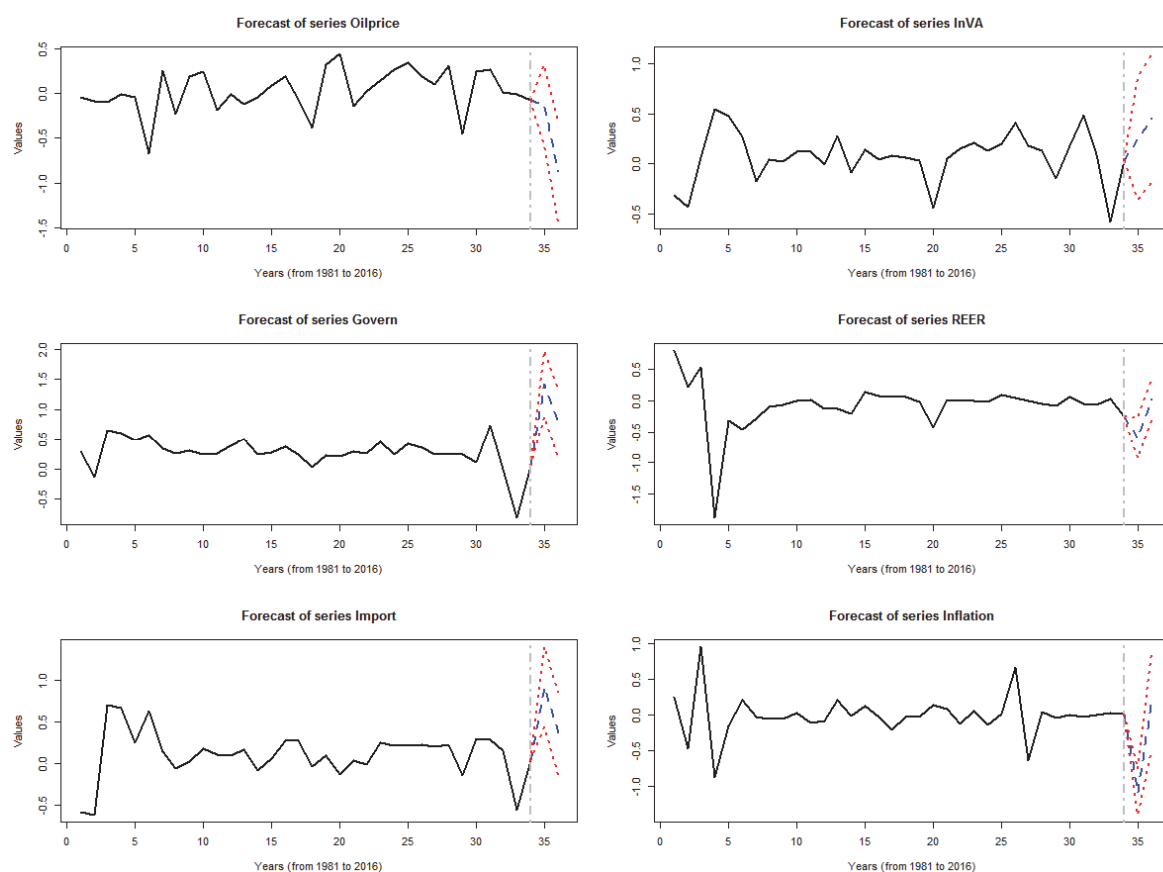 Forecast of series Oilprice
Values
0.5
0.0
-0.5
-1.0
-1.5
0 5 10 15 20 25 30 35
Years (from 1981 to 2016)
Forecast of series InVA
Values
1.0
0.5
0.0
-0.5
0 5 10 15 20 25 30 35
Years (from 1981 to 2016)
Forecast of series Govern
Values
2.0
1.5
1.0
0.5
0.0
-0.5
0 5 10 15 20 25 30 35
Years (from 1981 to 2016)
Forecast of series REER
Values
0.5
0.0
-0.5
-1.0
-1.5
0 5 10 15 20 25 30 35
Years (from 1981 to 2016)
Forecast of series Import
Values
1.0
0.5
0.0
-0.5
0 5 10 15 20 25 30 35
Years (from 1981 to 2016)
Forecast of series Inflation
Values
1.0
0.5
0.0
-0.5
-1.0
0 5 10 15 20 25 30 35
Years (from 1981 to 2016)